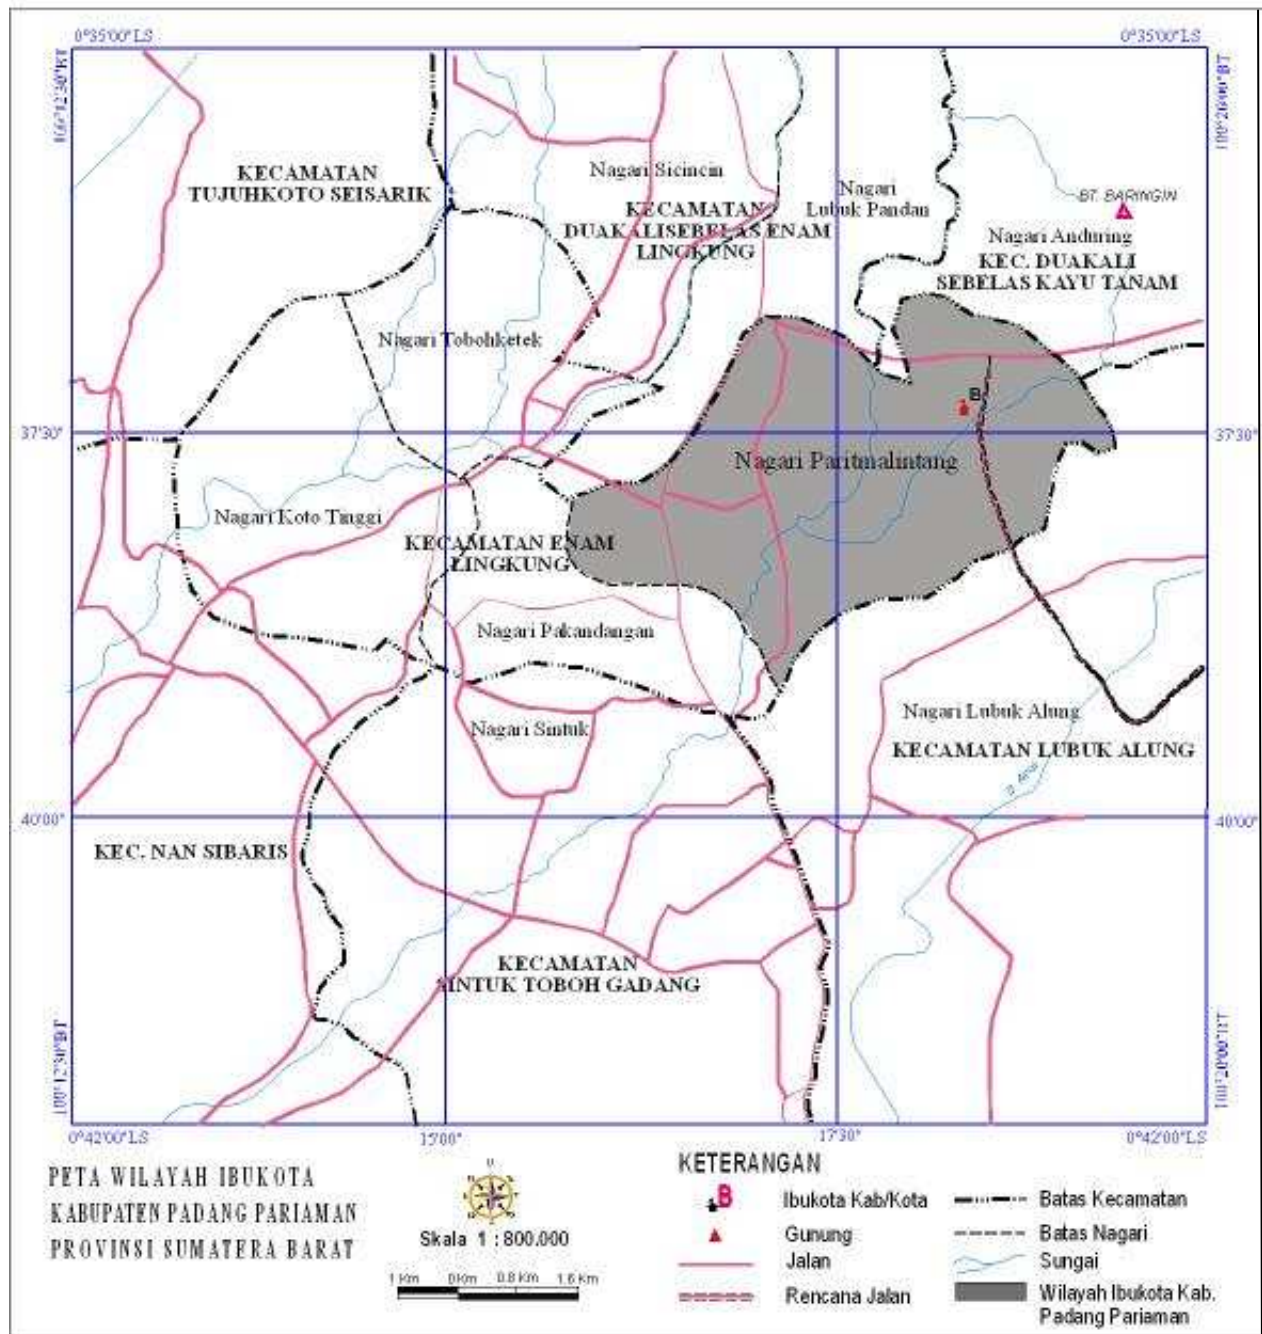 0°35'00"LS
0°35'00"LS
100°20'00"BT
KECAMATAN
TUJUHKOTO SEISARIK
Nagari Sicincin
KECAMATAN
DUAKALISEBELAS ENAM
LINGKUNG
Nagari
Lubuk Pandan
BT. BARINGIN
Nagari Anduring
KEC. DUAKALI
SEBELAS KAYU TANAM
Nagari Tobohketek
B
37'30"
37'30"
Nagari Paritmalintang
Nagari Koto Tinggi
KECAMATAN ENAM
LINGKUNG
Nagari Pakandangan
Nagari Sintuk
Nagari Lubuk Alung
KECAMATAN LUBUK ALUNG
40'00"
40'00"
KEC. NAN SIBARIS
KECAMATAN
SINTUK TOBOH GADANG
100°12'30"BT
100°20'00"BT
0°42'00"LS
15'00"
17'30"
0°42'00"LS
PETA WILAYAH IBUKOTA
KABUPATEN PADANG PARIAMAN
PROVINSI SUMATERA BARAT
U
Skala 1 : 800.000
1 Km 0Km 0.8 Km 1.6 Km
KETERANGAN
B Ibukota Kab/Kota
Gunung
Jalan
Rencana Jalan
Batas Kecamatan
Batas Nagari
Sungai
Wilayah Ibukota Kab.
Padang Pariaman